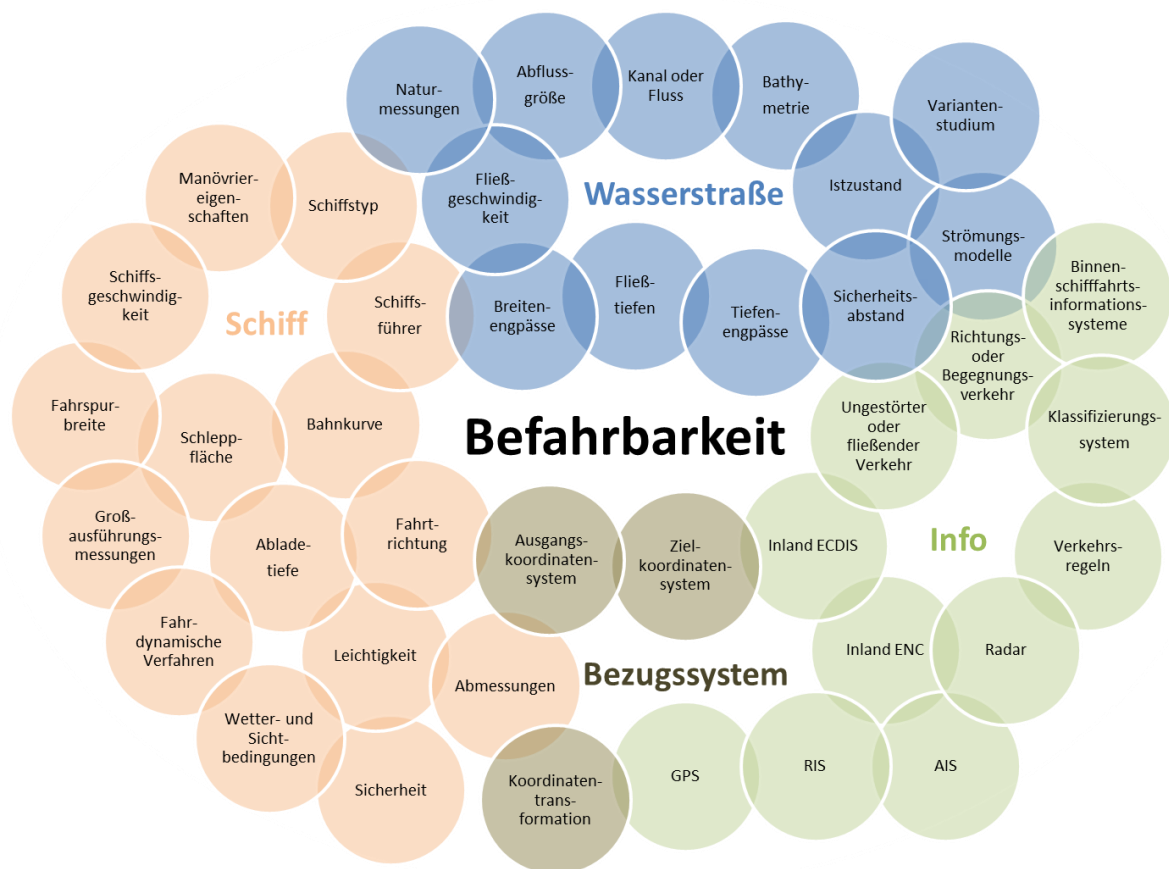 Natur-
messungen
Abfluss-
größe
Kanal oder
Fluss
Bathy-
metrie
Varianten-
studium
Manövrier-
eigen-
schaften
Schiffstyp
Fließ-
geschwindig-
keit
Wasserstraße
Istzustand
Strömungs-
modelle
Schiffs-
geschwindig-
keit
Schiff
Schiffs-
führer
Breiten-
engpässe
Fließ-
tiefen
Tiefen-
engpässe
Sicherheits-
abstand
Binnen-
schifffahrts-
informations-
systeme
Richtungs-
oder
Begegnungs-
verkehr
Fahrspur-
breite
Schlepp-
fläche
Bahnkurve
Befahrbarkeit
Ungestörter
oder
fließender
Verkehr
Klassifizierungs-
system
Groß-
ausführungs-
messungen
Ablade-
tiefe
Fahrt-
richtung
Ausgangs-
koordinaten-
system
Ziel-
koordinaten-
system
Inland ECDIS
Info
Verkehrs-
regeln
Fahr-
dynamische
Verfahren
Leichtigkeit
Abmessungen
Bezugssystem
Inland ENC
Radar
Wetter- und
Sicht-
bedingungen
Sicherheit
Koordinaten-
trans-
formation
GPS
RIS
AIS